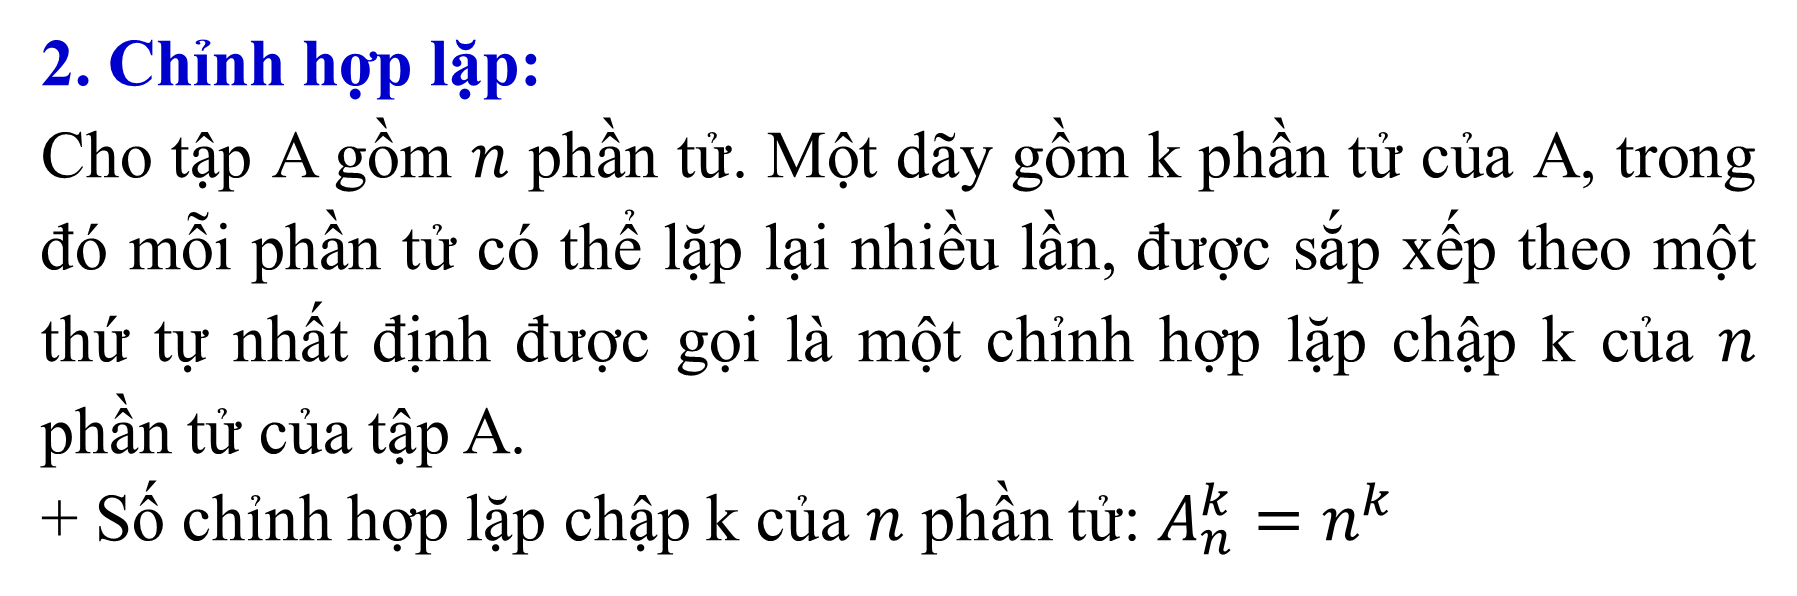 2. Chỉnh hợp lặp:
Cho tập A gồm n phần tử. Một dãy gồm k phần tử của A, trong
đó mỗi phần tử có thể lặp lại nhiều lần, được sắp xếp theo một
thứ tự nhất định được gọi là một chỉnh hợp lặp chập k của n
phần tử của tập A.
+ Số chỉnh hợp lặp chập k của n phần tử: $A_n^k = n^k$